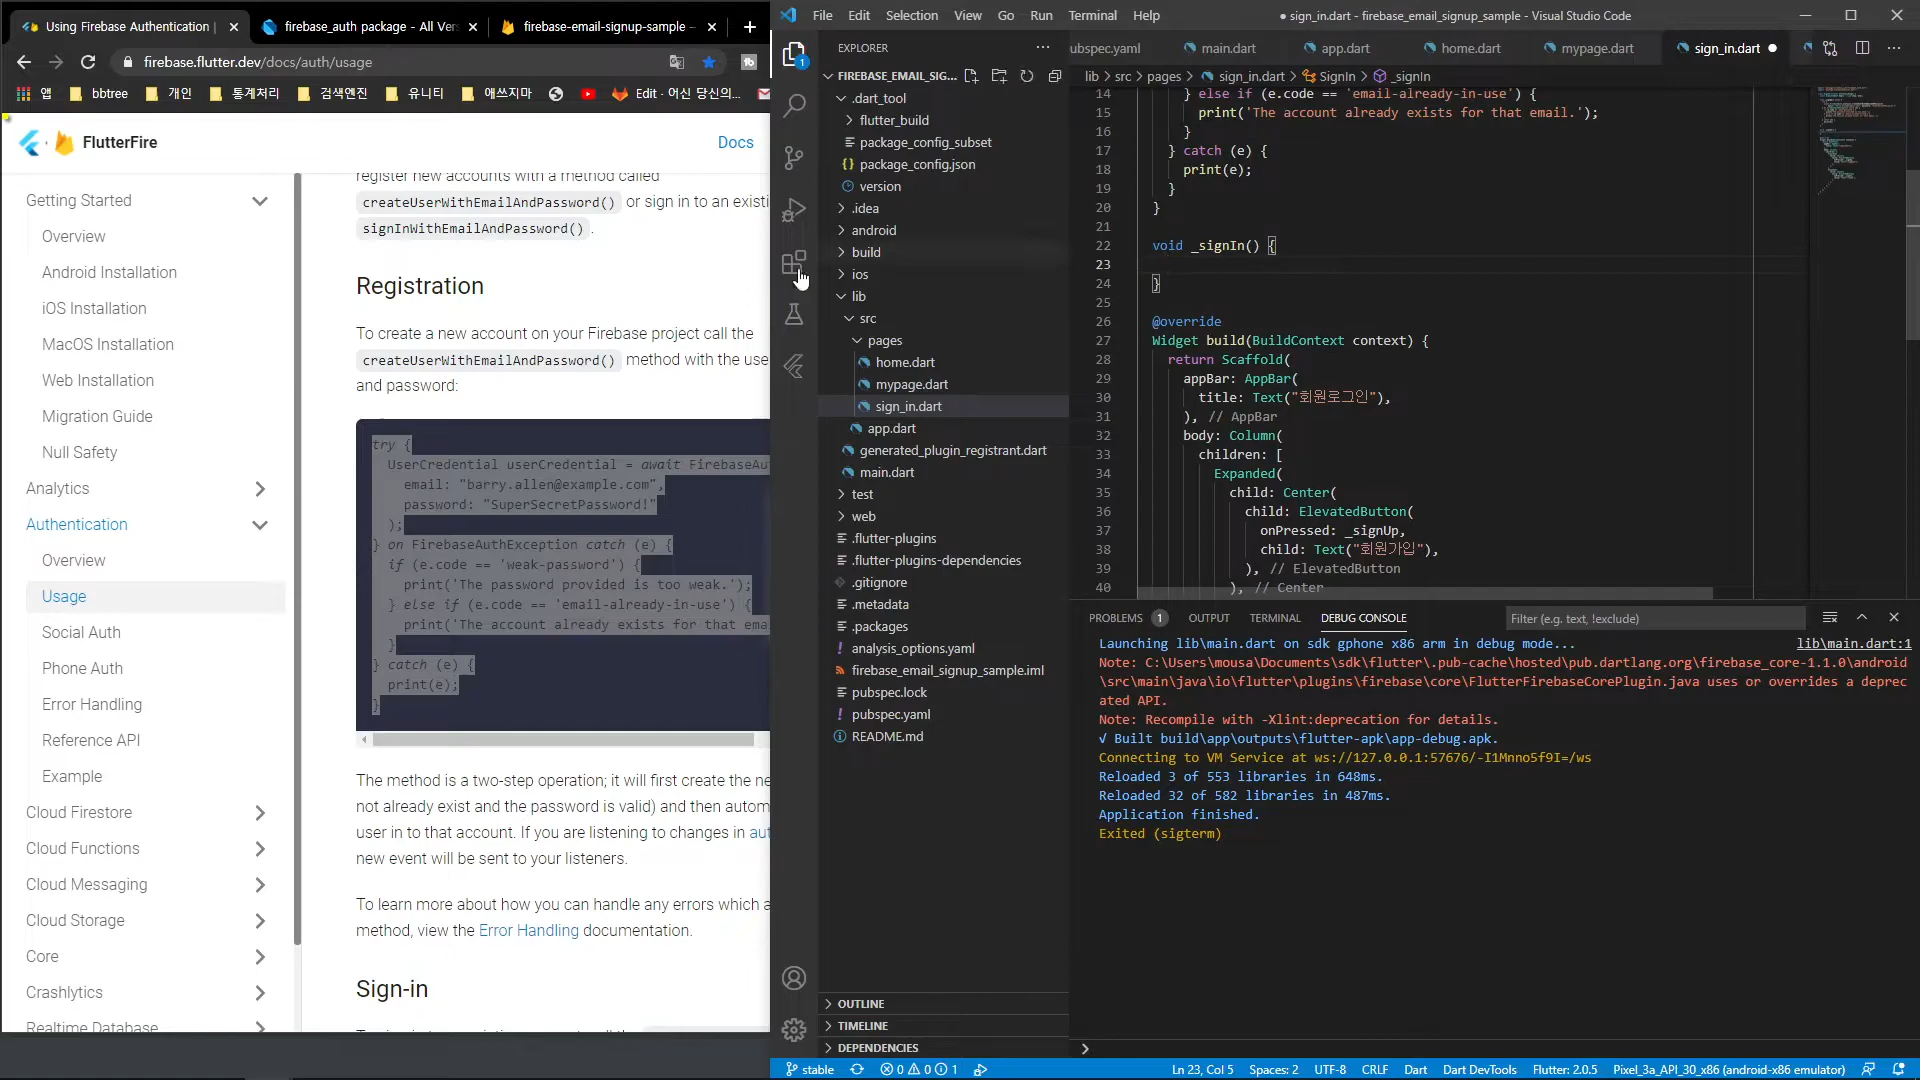 Using Firebase Authentication |
firebase_auth package - All Vers
firebase-email-signup-sample –
firebase.flutter.dev/docs/auth/usage
앱
bbtree
개인
통계처리
검색엔진
유니티
애쓰지마
Edit · 어신 당신의...
FlutterFire
Docs
Getting Started
Overview
Android Installation
iOS Installation
MacOS Installation
Web Installation
Migration Guide
Null Safety
Analytics
Authentication
Overview
Usage
Social Auth
Phone Auth
Error Handling
Reference API
Example
Cloud Firestore
Cloud Functions
Cloud Messaging
Cloud Storage
Core
Crashlytics
Realtime Database
register new accounts with a method called
createUserWithEmailAndPassword() or sign in to an existi
signInWithEmailAndPassword() .
Registration
To create a new account on your Firebase project call the
createUserWithEmailAndPassword() method with the use
and password:
try {
UserCredential userCredential = await FirebaseAu
email: "barry.allen@example.com",
password: "SuperSecretPassword!"
);
} on FirebaseAuthException catch (e) {
if (e.code == 'weak-password') {
print('The password provided is too weak.');
} else if (e.code == 'email-already-in-use') {
print('The account already exists for that ema
}
} catch (e) {
print(e);
}
The method is a two-step operation; it will first create the ne
not already exist and the password is valid) and then autom
user in to that account. If you are listening to changes in au
new event will be sent to your listeners.
To learn more about how you can handle any errors which a
method, view the Error Handling documentation.
Sign-in
File Edit Selection View Go Run Terminal Help
● sign_in.dart - firebase_email_signup_sample - Visual Studio Code
EXPLORER
1
FIREBASE_EMAIL_SIG...
.dart_tool
flutter_build
package_config_subset
{} package_config.json
version
.idea
android
build
ios
lib
src
pages
home.dart
mypage.dart
sign_in.dart
app.dart
generated_plugin_registrant.dart
main.dart
test
web
.flutter-plugins
.flutter-plugins-dependencies
.gitignore
.metadata
.packages
! analysis_options.yaml
firebase_email_signup_sample.iml
pubspec.lock
! pubspec.yaml
README.md
OUTLINE
TIMELINE
DEPENDENCIES
ubspec.yaml
main.dart
app.dart
home.dart
mypage.dart
sign_in.dart ●
lib > src > pages > sign_in.dart > SignIn > _signIn
14 } else if (e.code == 'email-already-in-use') {
15 print('The account already exists for that email.');
16 }
17 } catch (e) {
18 print(e);
19 }
20 }
21
22 void _signIn() {
23
24 }
25
26 @override
27 Widget build(BuildContext context) {
28 return Scaffold(
29 appBar: AppBar(
30 title: Text("회원로그인"),
31 ), // AppBar
32 body: Column(
33 children: [
34 Expanded(
35 child: Center(
36 child: ElevatedButton(
37 onPressed: _signUp,
38 child: Text("회원가입"),
39 ), // ElevatedButton
40 ), // Center
PROBLEMS 1 OUTPUT TERMINAL DEBUG CONSOLE
Filter (e.g. text, !exclude)
Launching lib\main.dart on sdk gphone x86 arm in debug mode...
lib\main.dart:1
Note: C:\Users\mousa\Documents\sdk\flutter\.pub-cache\hosted\pub.dartlang.org\firebase_core-1.1.0\android
\src\main\java\io\flutter\plugins\firebase\core\FlutterFirebaseCorePlugin.java uses or overrides a deprec
ated API.
Note: Recompile with -Xlint:deprecation for details.
√ Built build\app\outputs\flutter-apk\app-debug.apk.
Connecting to VM Service at ws://127.0.0.1:57676/-I1Mnno5f9I=/ws
Reloaded 3 of 553 libraries in 648ms.
Reloaded 32 of 582 libraries in 487ms.
Application finished.
Exited (sigterm)
stable
0 0 1
Ln 23, Col 5
Spaces: 2
UTF-8
CRLF
Dart
Dart DevTools
Flutter: 2.0.5
Pixel_3a_API_30_x86 (android-x86 emulator)